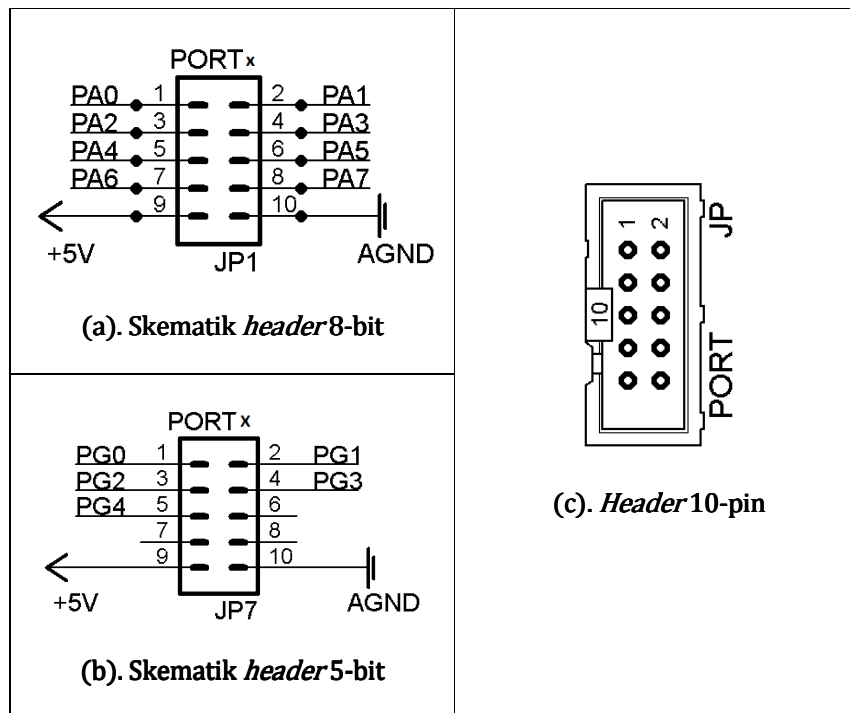 PORTx
PA0 1 2 PA1
PA2 3 4 PA3
PA4 5 6 PA5
PA6 7 8 PA7
9 10
+5V AGND
JP1
(a). Skematik header 8-bit
PORTx
PG0 1 2 PG1
PG2 3 4 PG3
PG4 5 6
7 8
9 10
+5V AGND
JP7
(b). Skematik header 5-bit
1 2
10
JP
PORT
(c). Header 10-pin